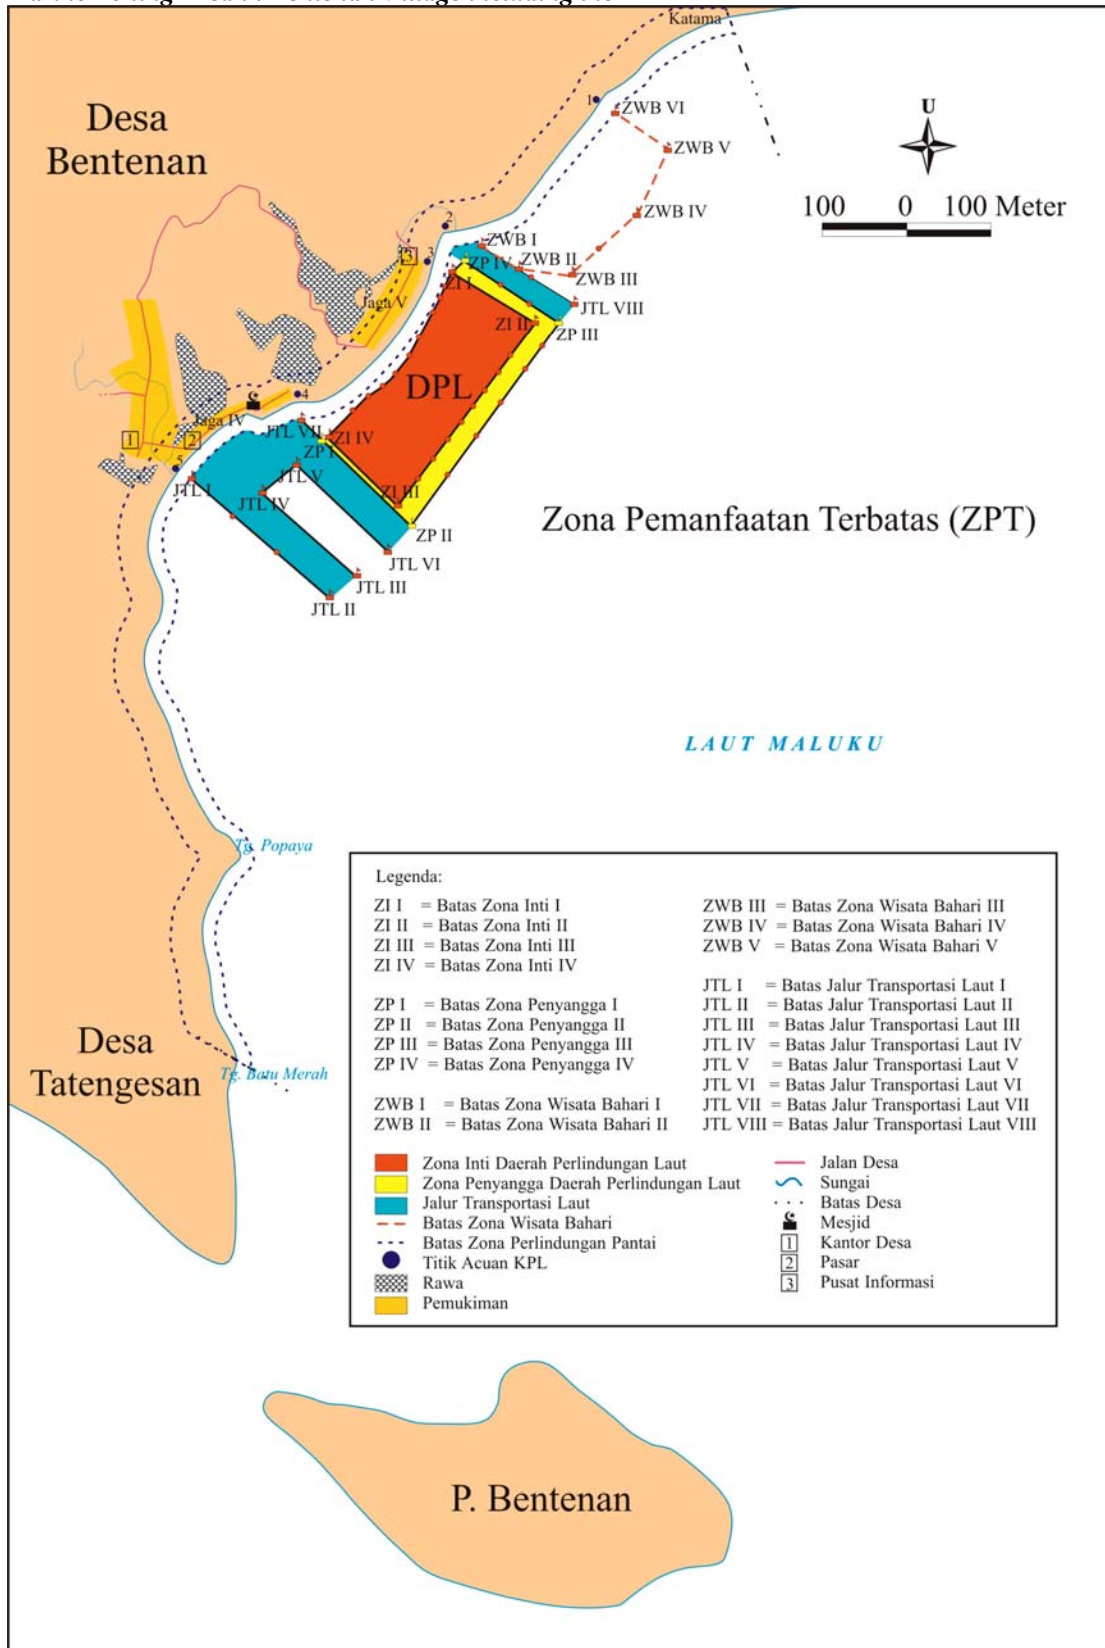 Katama
Desa
Bentenan
1
ZWB VI
ZWB V
U
ZWB IV
100 0 100 Meter
2
3
3
ZWB I
ZP IV
ZWB II
ZWB III
ZI I
Jaga V
JTL VIII
ZI II
ZP III
DPL
4
Jaga IV
JTL VII
ZI IV
1
2
ZP I
5
JTL I
JTL V
JTL IV
ZI III
ZP II
Zona Pemanfaatan Terbatas (ZPT)
JTL VI
JTL III
JTL II
LAUT MALUKU
Tg. Popaya
Desa
Tatengesan
Tg. Batu Merah
Legenda:
ZI I = Batas Zona Inti I
ZI II = Batas Zona Inti II
ZI III = Batas Zona Inti III
ZI IV = Batas Zona Inti IV
ZP I = Batas Zona Penyangga I
ZP II = Batas Zona Penyangga II
ZP III = Batas Zona Penyangga III
ZP IV = Batas Zona Penyangga IV
ZWB I = Batas Zona Wisata Bahari I
ZWB II = Batas Zona Wisata Bahari II
ZWB III = Batas Zona Wisata Bahari III
ZWB IV = Batas Zona Wisata Bahari IV
ZWB V = Batas Zona Wisata Bahari V
JTL I = Batas Jalur Transportasi Laut I
JTL II = Batas Jalur Transportasi Laut II
JTL III = Batas Jalur Transportasi Laut III
JTL IV = Batas Jalur Transportasi Laut IV
JTL V = Batas Jalur Transportasi Laut V
JTL VI = Batas Jalur Transportasi Laut VI
JTL VII = Batas Jalur Transportasi Laut VII
JTL VIII = Batas Jalur Transportasi Laut VIII
Zona Inti Daerah Perlindungan Laut
Zona Penyangga Daerah Perlindungan Laut
Jalur Transportasi Laut
Batas Zona Wisata Bahari
Batas Zona Perlindungan Pantai
Titik Acuan KPL
Rawa
Pemukiman
Jalan Desa
Sungai
Batas Desa
Mesjid
1 Kantor Desa
2 Pasar
3 Pusat Informasi
P. Bentenan